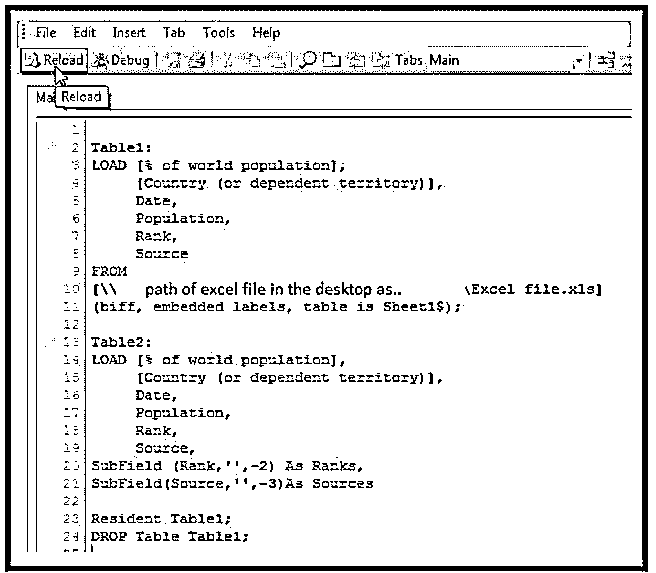 File Edit Insert Tab Tools Help
Reload Debug Tabs Main
Ma Reload
1
2 Table1:
3 LOAD [% of world population];
4 [Country (or dependent territory)],
5 Date,
6 Population,
7 Rank,
8 Source
9 FROM
10 [\\ path of excel file in the desktop as.. \Excel file.xls]
11 (biff, embedded labels, table is Sheet1$);
12
13 Table2:
14 LOAD [% of world population],
15 [Country (or dependent territory)],
16 Date,
17 Population,
18 Rank,
19 Source,
20 SubField (Rank,'',-2) As Ranks,
21 SubField(Source,'',-3)As Sources
22
23 Resident Table1;
24 DROP Table Table1;